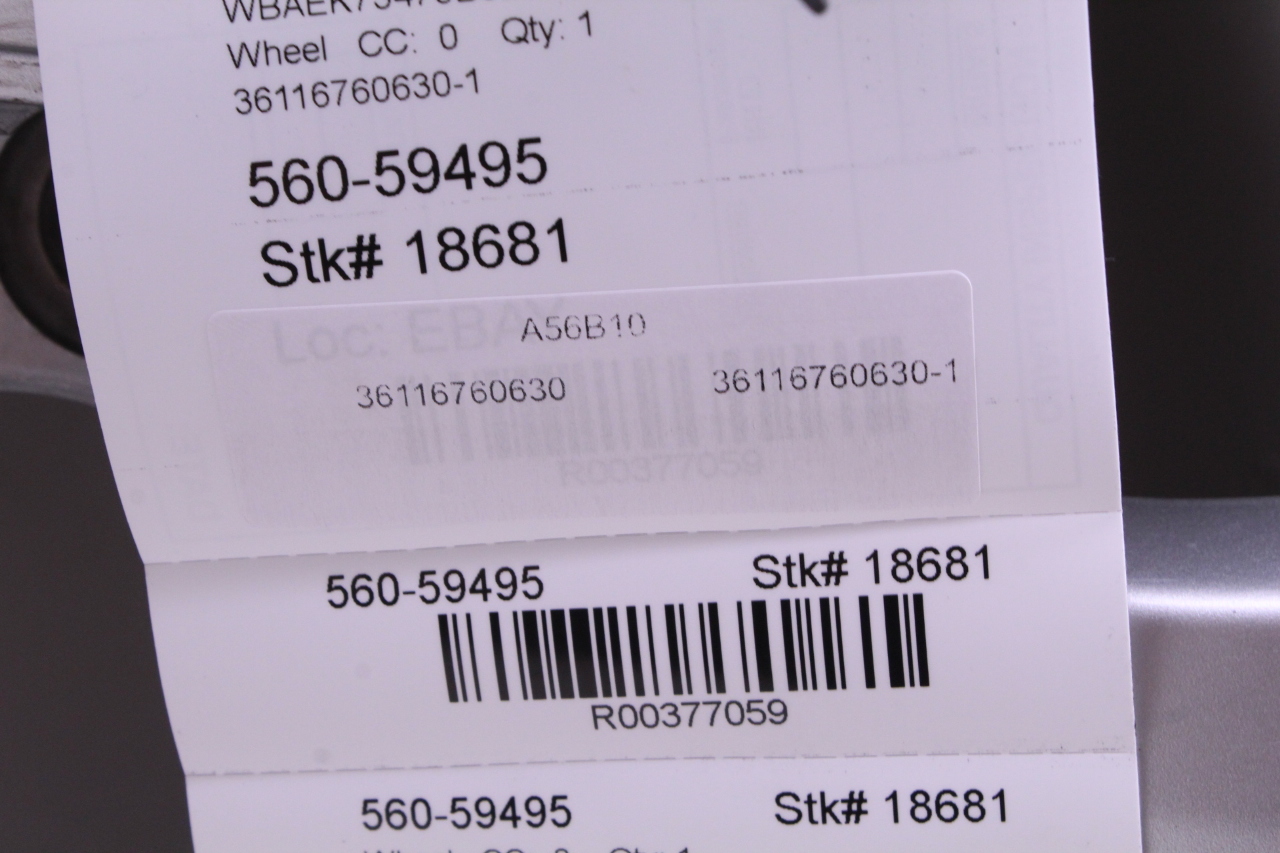 Wheel CC: 0 Qty: 1
36116760630-1
560-59495
Stk# 18681
Loc: EBAY
A56B10
36116760630 36116760630-1
R00377059
560-59495 Stk# 18681
R00377059
560-59495 Stk# 18681